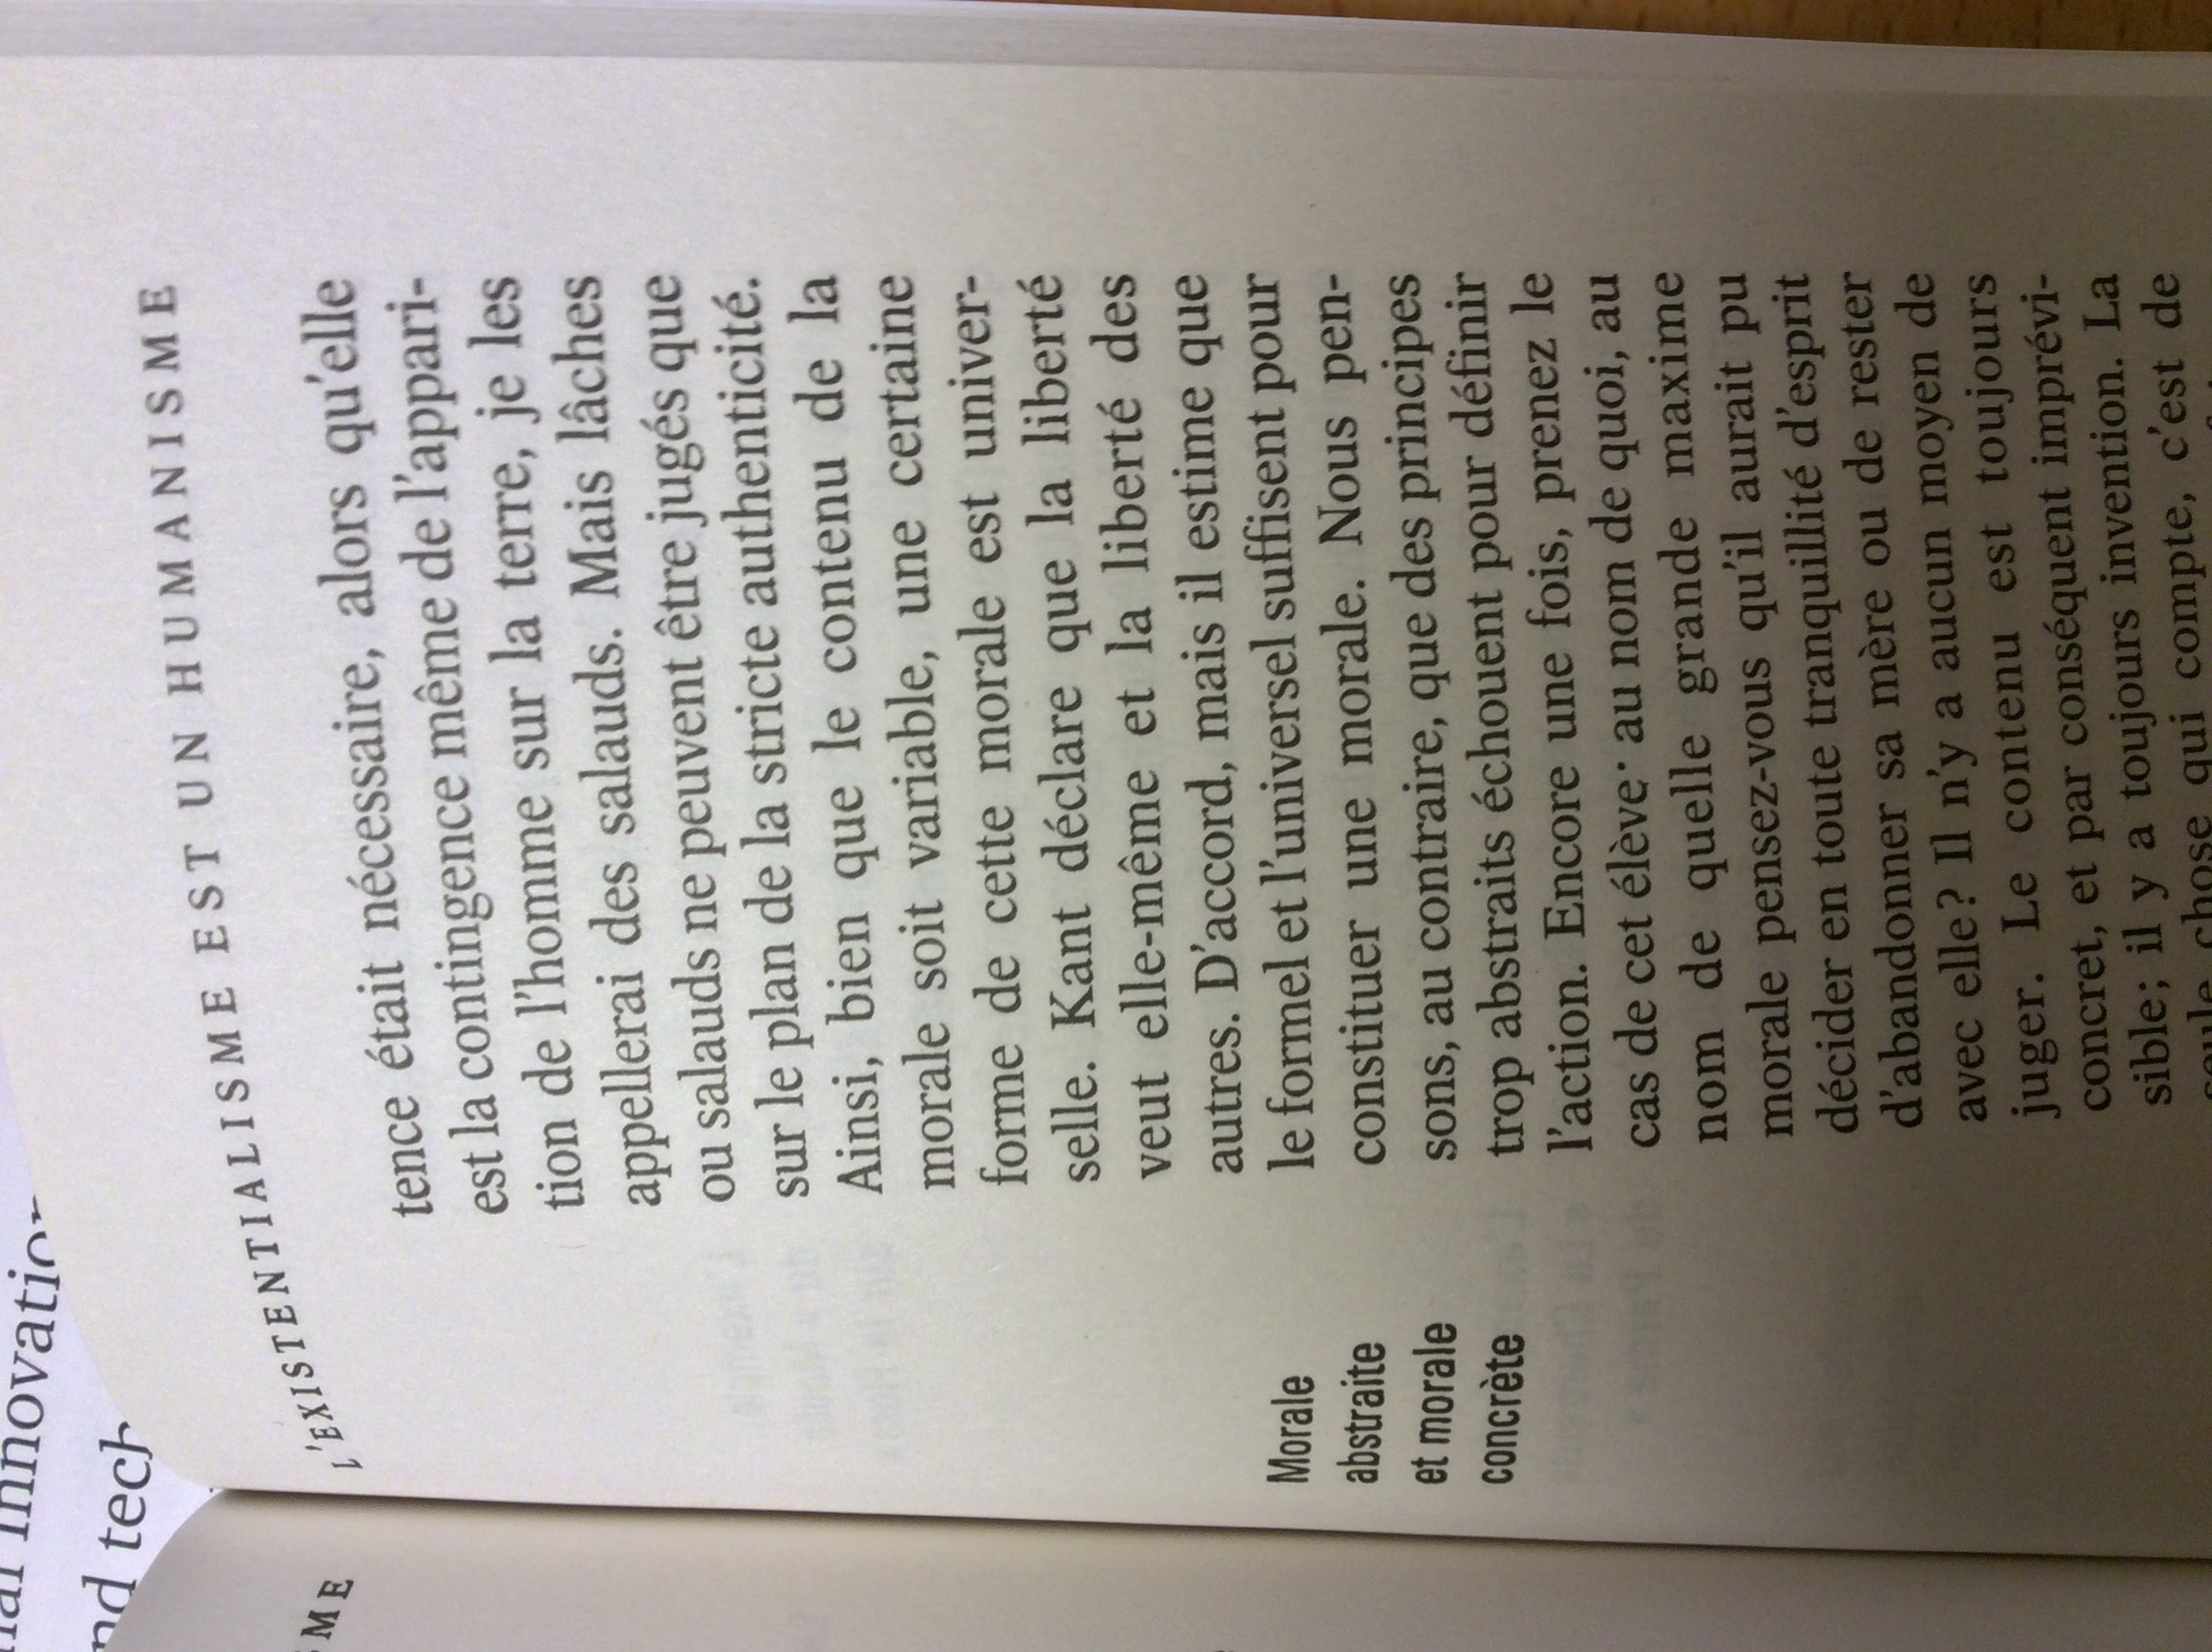 innovation
nd tech
ME
L'EXISTENTIALISME EST UN HUMANISME
tence était nécessaire, alors qu'elle
est la contingence même de l'appari-
tion de l'homme sur la terre, je les
appellerai des salauds. Mais lâches
ou salauds ne peuvent être jugés que
sur le plan de la stricte authenticité.
Ainsi, bien que le contenu de la
morale soit variable, une certaine
forme de cette morale est univer-
selle. Kant déclare que la liberté
veut elle-même et la liberté des
autres. D'accord, mais il estime que
le formel et l'universel suffisent pour
constituer une morale. Nous pen-
sons, au contraire, que des principes
trop abstraits échouent pour définir
l'action. Encore une fois, prenez le
cas de cet élève· au nom de quoi, au
nom de quelle grande maxime
morale pensez-vous qu'il aurait pu
décider en toute tranquillité d'esprit
d'abandonner sa mère ou de rester
avec elle? Il n'y a aucun moyen de
juger. Le contenu est toujours
concret, et par conséquent imprévi-
sible; il y a toujours invention. La
seule chose qui compte, c'est de
Morale
abstraite
et morale
concrète